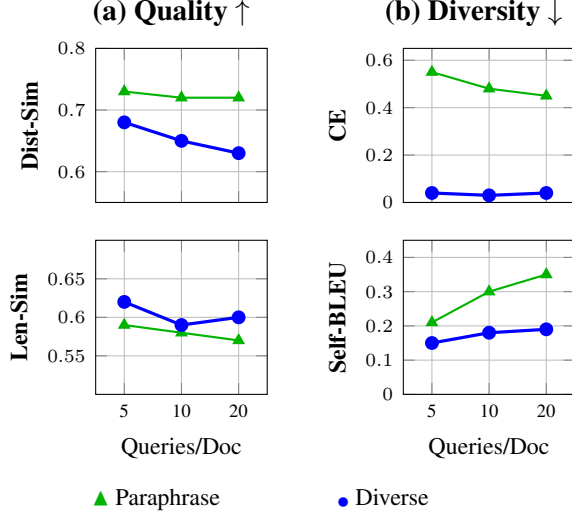 (a) Quality ↑
(b) Diversity ↓
Dist-Sim
0.8
0.7
0.6
CE
0.6
0.4
0.2
0
Len-Sim
0.65
0.6
0.55
5 10 20
Queries/Doc
Self-BLEU
0.4
0.3
0.2
0.1
0
5 10 20
Queries/Doc
Paraphrase
Diverse